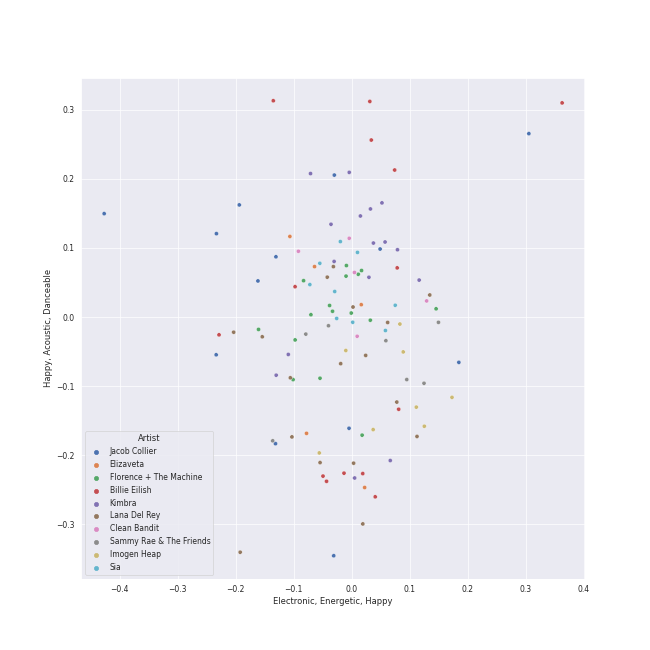 0.3
0.2
0.1
0.0
−0.1
−0.2
−0.3
Happy, Acoustic, Danceable
Artist
Jacob Collier
Elizaveta
Florence + The Machine
Billie Eilish
Kimbra
Lana Del Rey
Clean Bandit
Sammy Rae & The Friends
Imogen Heap
Sia
−0.4 −0.3 −0.2 −0.1 0.0 0.1 0.2 0.3 0.4
Electronic, Energetic, Happy